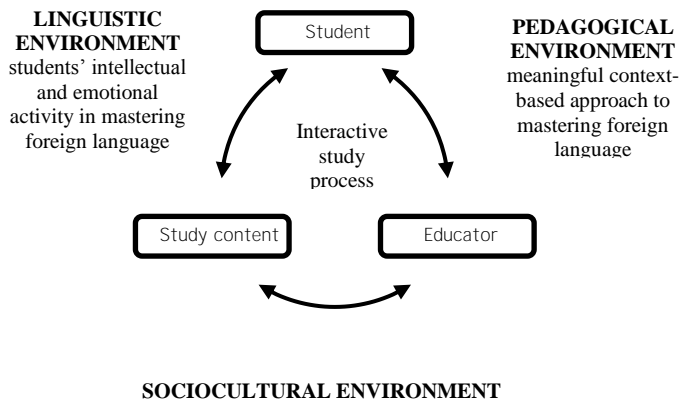 LINGUISTIC
ENVIRONMENT
students’ intellectual
and emotional
activity in mastering
foreign language
Student
PEDAGOGICAL
ENVIRONMENT
meaningful context-
based approach to
mastering foreign
language
Interactive
study
process
Study content
Educator
SOCIOCULTURAL ENVIRONMENT